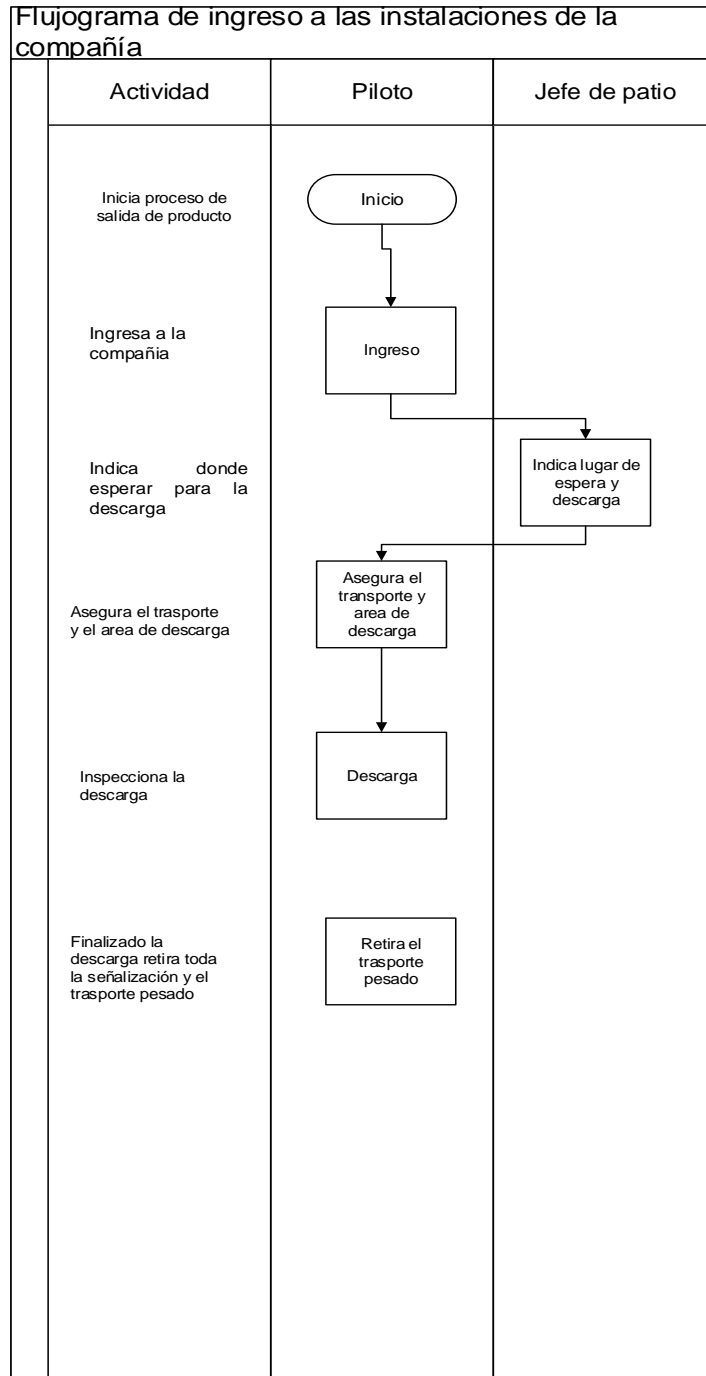 Flujograma de ingreso a las instalaciones de la
compañía
Actividad
Piloto
Jefe de patio
Inicia proceso de
salida de producto
Inicio
Ingresa a la
compañia
Ingreso
Indica donde
esperar para la
descarga
Indica lugar de
espera y
descarga
Asegura el trasporte
y el area de descarga
Asegura el
transporte y
area de
descarga
Inspecciona la
descarga
Descarga
Finalizado la
descarga retira toda
la señalización y el
trasporte pesado
Retira el
trasporte
pesado